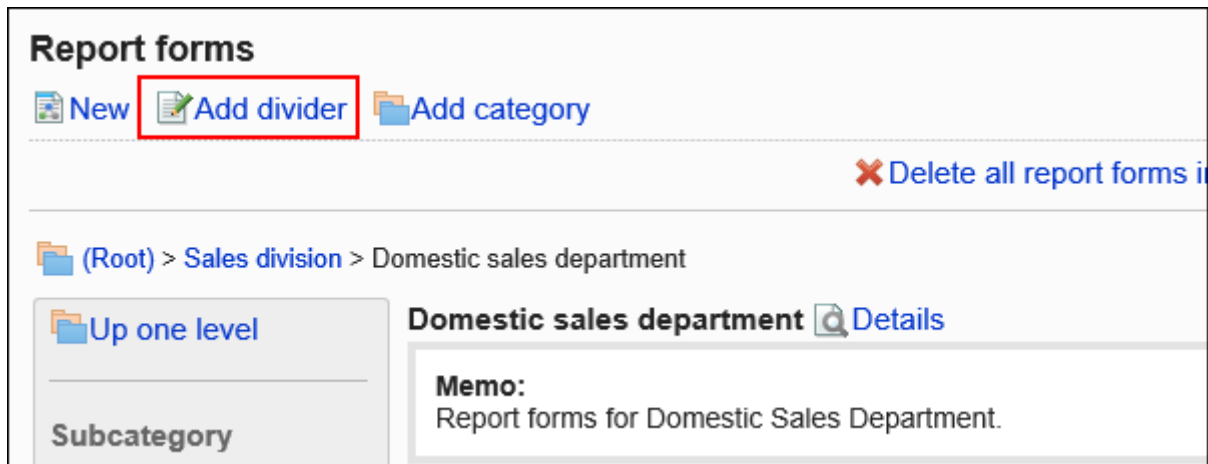 Report forms
New Add divider Add category
Delete all report forms
(Root) > Sales division > Domestic sales department
Up one level
Domestic sales department Details
Memo:
Report forms for Domestic Sales Department.
Subcategory